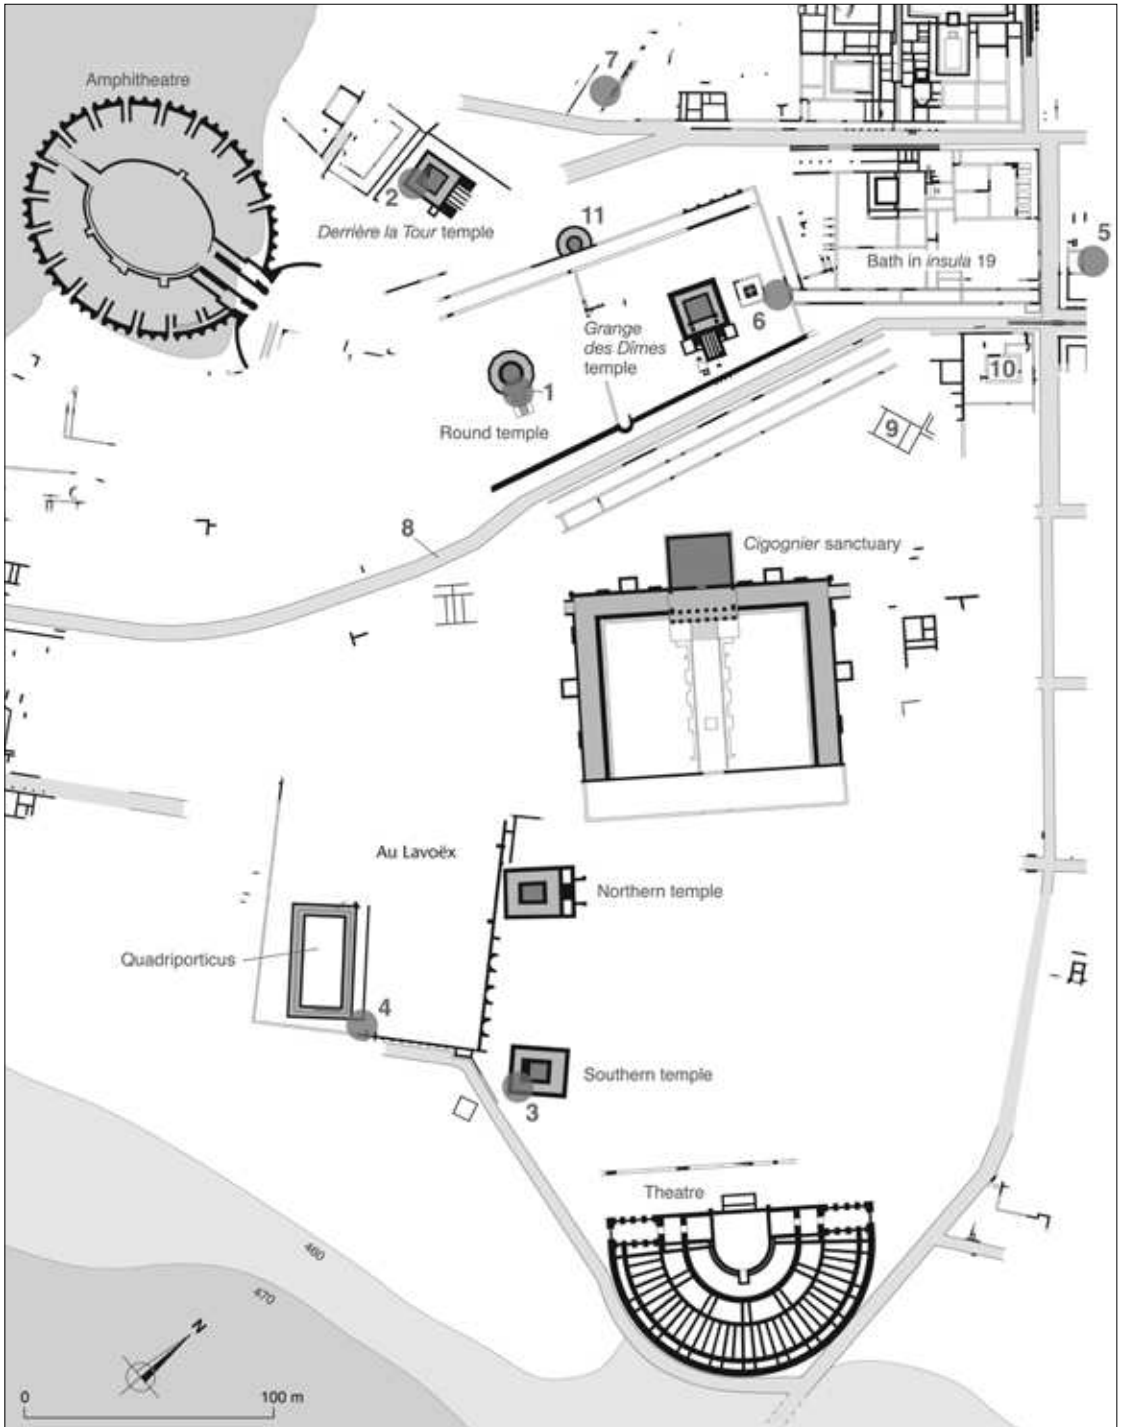 Amphitheatre
7
2
Derrière la Tour temple
11
5
Bath in insula 19
6
Grange
des Dîmes
temple
10
1
9
Round temple
8
Cigognier sanctuary
Au Lavoëx
Northern temple
Quadriporticus
4
Southern temple
3
Theatre
460
470
N
0 100 m